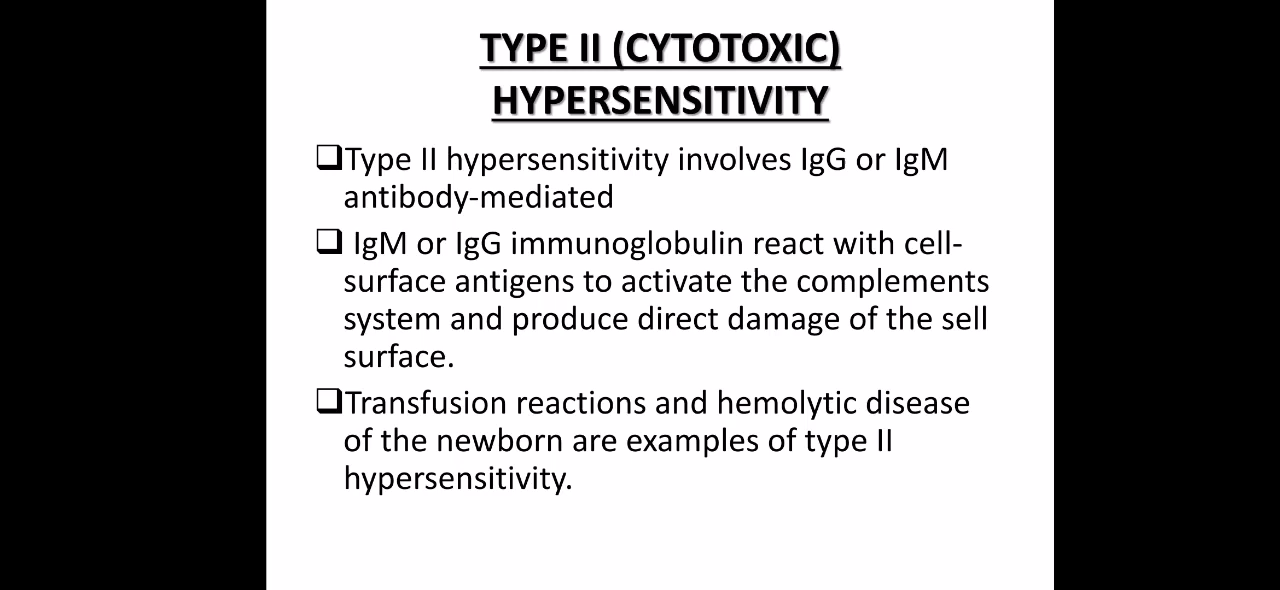 TYPE II (CYTOTOXIC)
HYPERSENSITIVITY
❑Type II hypersensitivity involves IgG or IgM
antibody-mediated
❑ IgM or IgG immunoglobulin react with cell-
surface antigens to activate the complements
system and produce direct damage of the sell
surface.
❑Transfusion reactions and hemolytic disease
of the newborn are examples of type II
hypersensitivity.